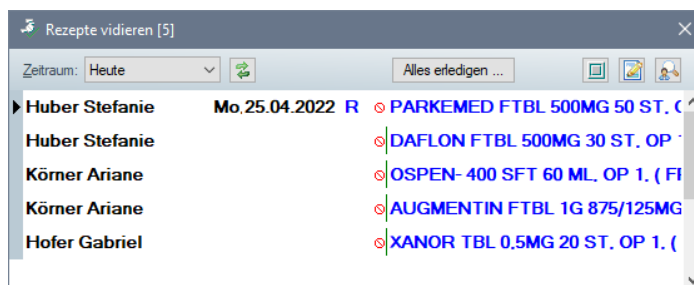 Rezepte vidieren [5]
Zeitraum: Heute Alles erledigen ...
Huber Stefanie Mo, 25.04.2022 R PARKEMED FTBL 500MG 50 ST, O
Huber Stefanie DAFLON FTBL 500MG 30 ST, OP
Körner Ariane OSPEN- 400 SFT 60 ML, OP 1, ( F
Körner Ariane AUGMENTIN FTBL 1G 875/125MG
Hofer Gabriel XANOR TBL 0,5MG 20 ST, OP 1, (